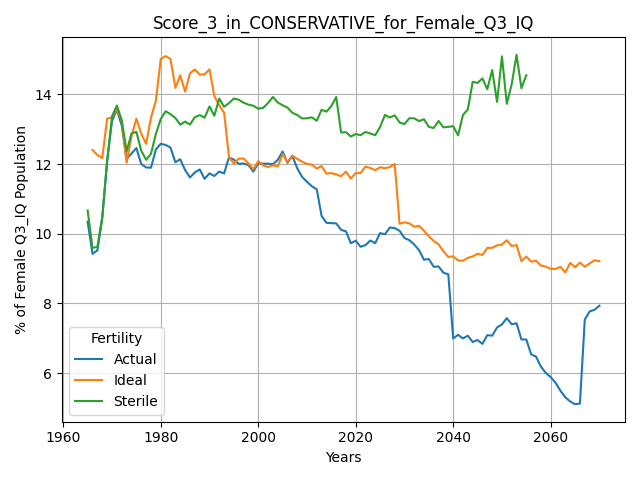 Score_3_in_CONSERVATIVE_for_Female_Q3_IQ
% of Female Q3_IQ Population
14
12
10
8
6
Fertility
Actual
Ideal
Sterile
1960 1980 2000 2020 2040 2060
Years